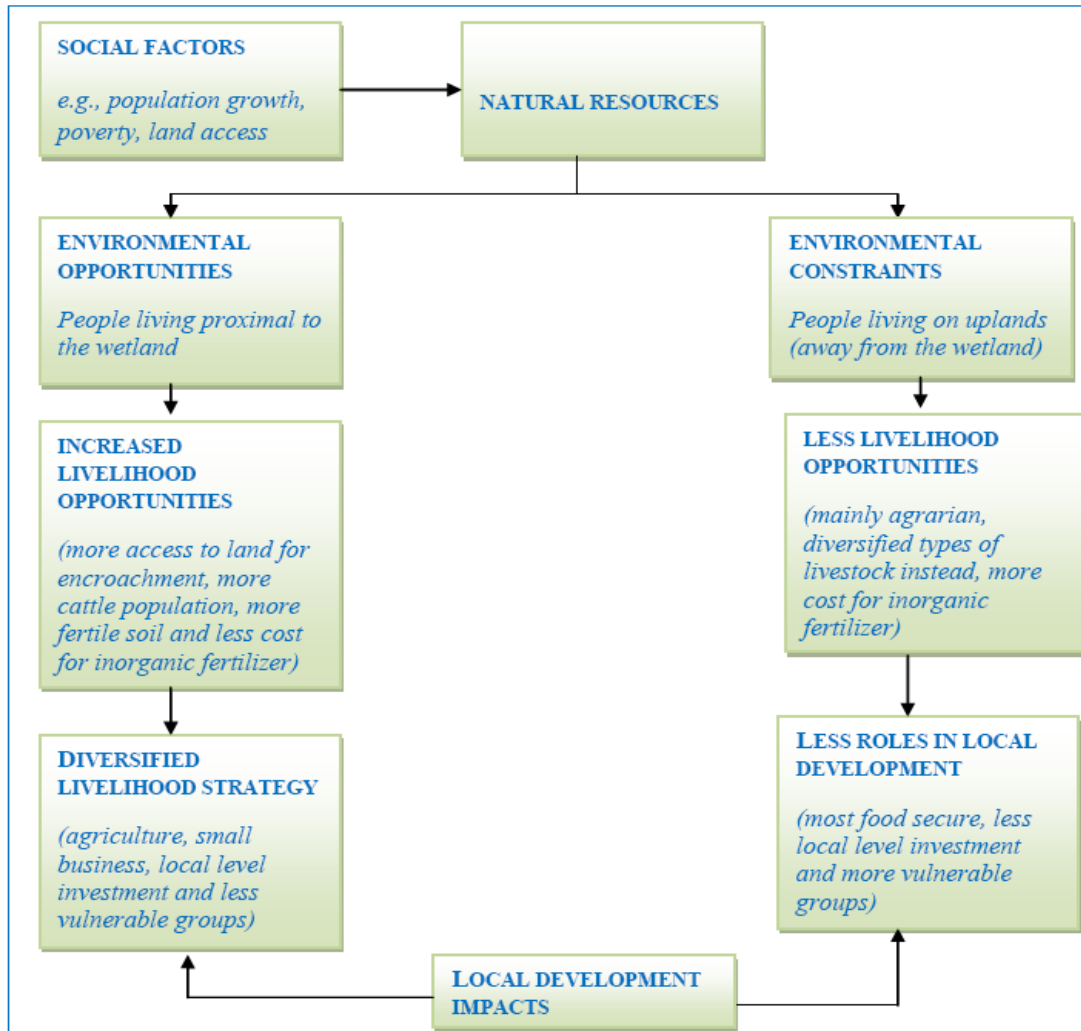 SOCIAL FACTORS
e.g., population growth,
poverty, land access
NATURAL RESOURCES
ENVIRONMENTAL
OPPORTUNITIES
People living proximal to
the wetland
ENVIRONMENTAL
CONSTRAINTS
People living on uplands
(away from the wetland)
INCREASED
LIVELIHOOD
OPPORTUNITIES
(more access to land for
encroachment, more
cattle population, more
fertile soil and less cost
for inorganic fertilizer)
LESS LIVELIHOOD
OPPORTUNITIES
(mainly agrarian,
diversified types of
livestock instead, more
cost for inorganic
fertilizer)
DIVERSIFIED
LIVELIHOOD STRATEGY
(agriculture, small
business, local level
investment and less
vulnerable groups)
LESS ROLES IN LOCAL
DEVELOPMENT
(most food secure, less
local level investment
and more vulnerable
groups)
LOCAL DEVELOPMENT
IMPACTS